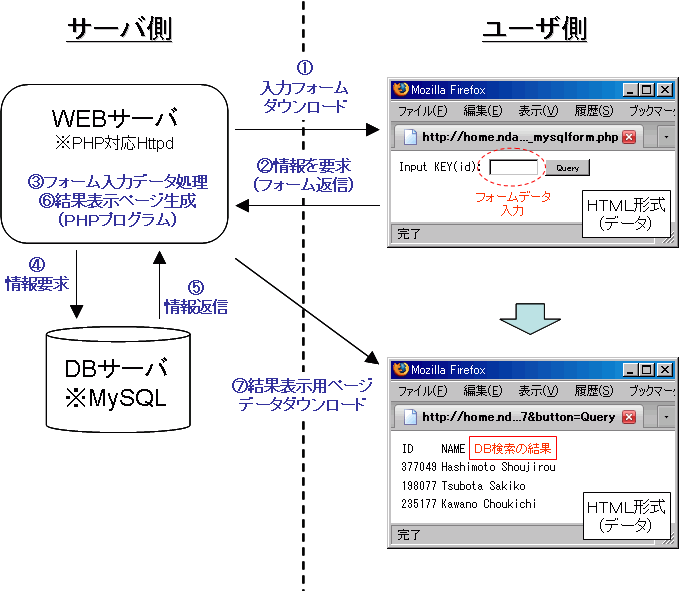 サーバ側
ユーザ側
①
入力フォーム
ダウンロード
WEBサーバ
※PHP対応Httpd
③フォーム入力データ処理
⑥結果表示ページ生成
(PHPプログラム)
②情報を要求
(フォーム返信)
Mozilla Firefox
ファイル(F) 編集(E) 表示(V) 履歴(S) ブックマー
http://home.nda..._mysqlform.php
Input KEY(id): Query
フォームデータ
入力
HTML形式
(データ)
完了
④
情報要求
⑤
情報返信
DBサーバ
※MySQL
⑦結果表示用ページ
データダウンロード
Mozilla Firefox
ファイル(F) 編集(E) 表示(V) 履歴(S) ブックマー
http://home.nd...7&button=Query
ID NAME DB検索の結果
377049 Hashimoto Shoujirou
198077 Tsubota Sakiko
235177 Kawano Choukichi
HTML形式
(データ)
完了